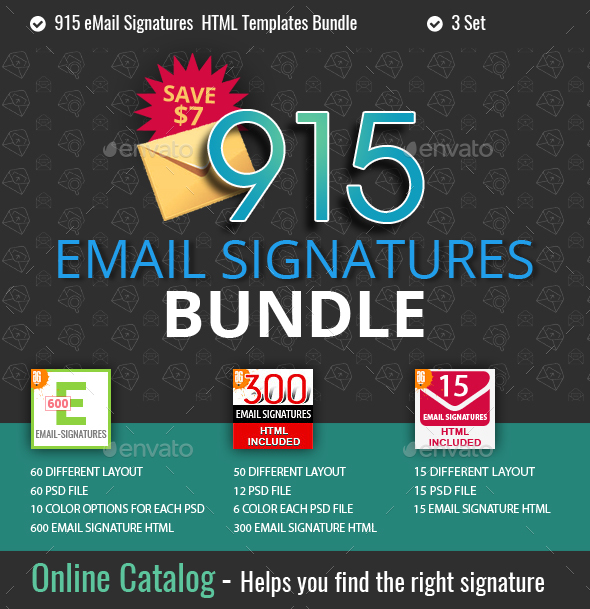 915 eMail Signatures HTML Templates Bundle
3 Set
SAVE
$7
915
envato
envato
EMAIL SIGNATURES
BUNDLE
E
600
EMAIL-SIGNATURES
300
EMAIL SIGNATURES
HTML
INCLUDED
15
EMAIL SIGNATURES
HTML
INCLUDED
envato
envato
60 DIFFERENT LAYOUT
60 PSD FILE
10 COLOR OPTIONS FOR EACH PSD
600 EMAIL SIGNATURE HTML
50 DIFFERENT LAYOUT
12 PSD FILE
6 COLOR EACH PSD FILE
300 EMAIL SIGNATURE HTML
15 DIFFERENT LAYOUT
15 PSD FILE
15 EMAIL SIGNATURE HTML
Online Catalog - Helps you find the right signature